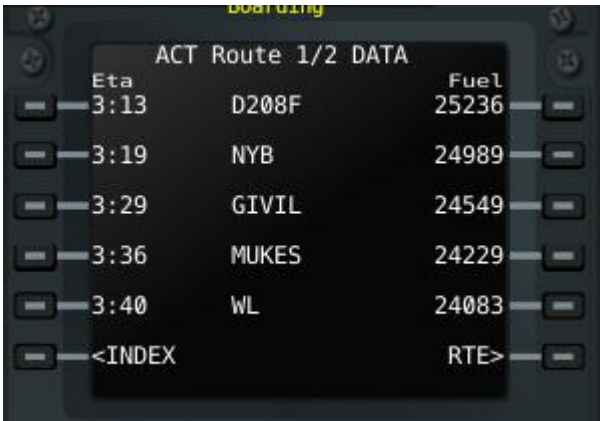 Boarding
ACT Route 1/2 DATA
Eta Fuel
3:13 D208F 25236
3:19 NYB 24989
3:29 GIVIL 24549
3:36 MUKES 24229
3:40 WL 24083
<INDEX RTE>